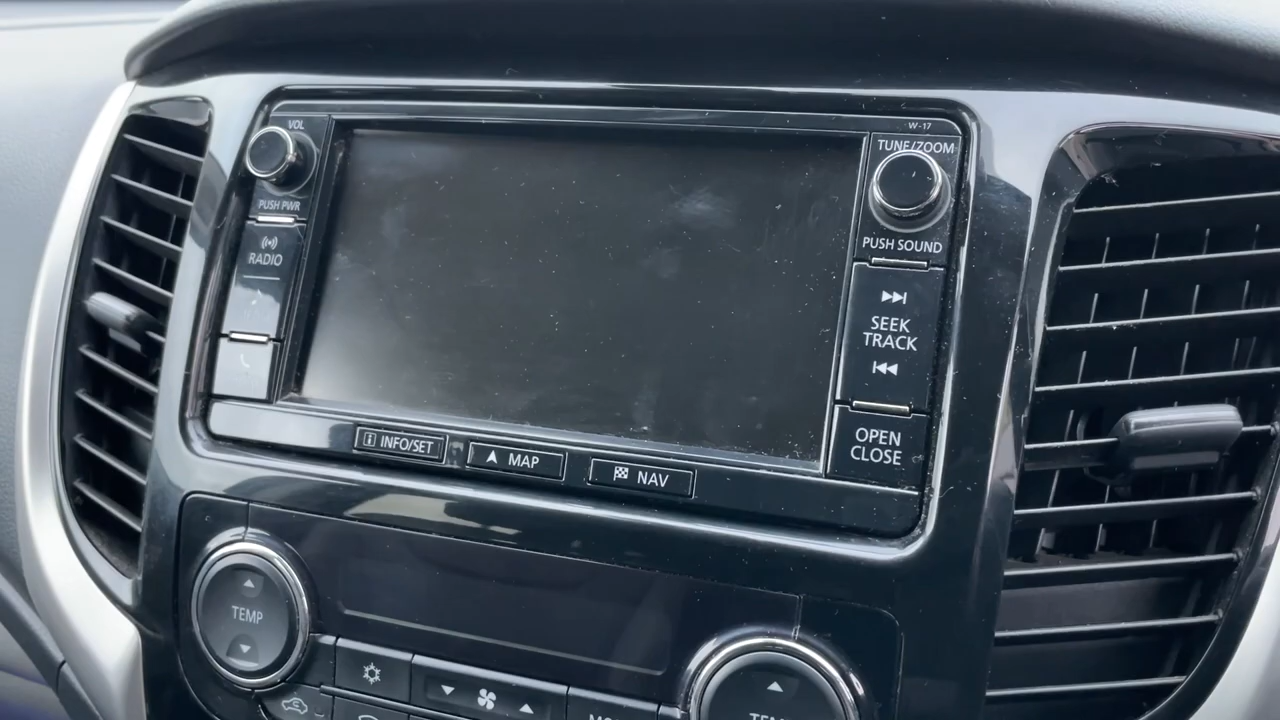 VOL
W-17
TUNE/ZOOM
PUSH PWR
RADIO
PUSH SOUND
SEEK
TRACK
OPEN
CLOSE
INFO/SET
MAP
NAV
TEMP